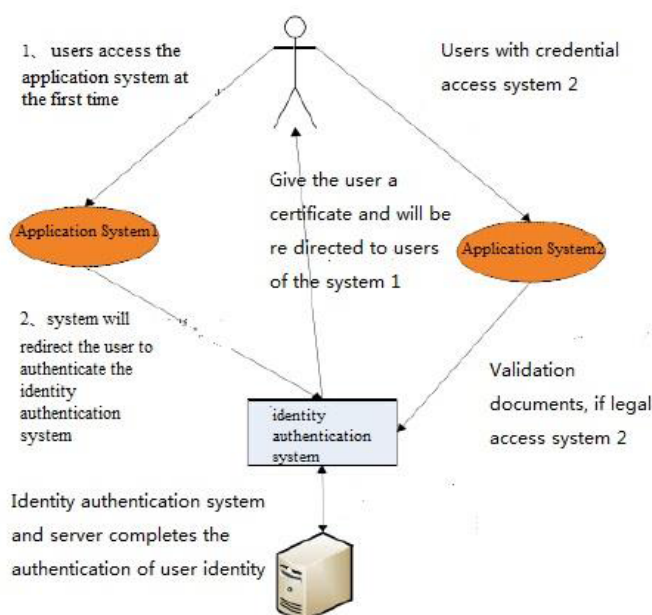 1、 users access the
application system at
the first time
Users with credential
access system 2
Give the user a
certificate and will be
re directed to users
of the system 1
Application System1
Application System2
2、 system will
redirect the user to
authenticate the
identity
authentication
system
Validation
documents, if legal
access system 2
identity
authentication
system
Identity authentication system
and server completes the
authentication of user identity